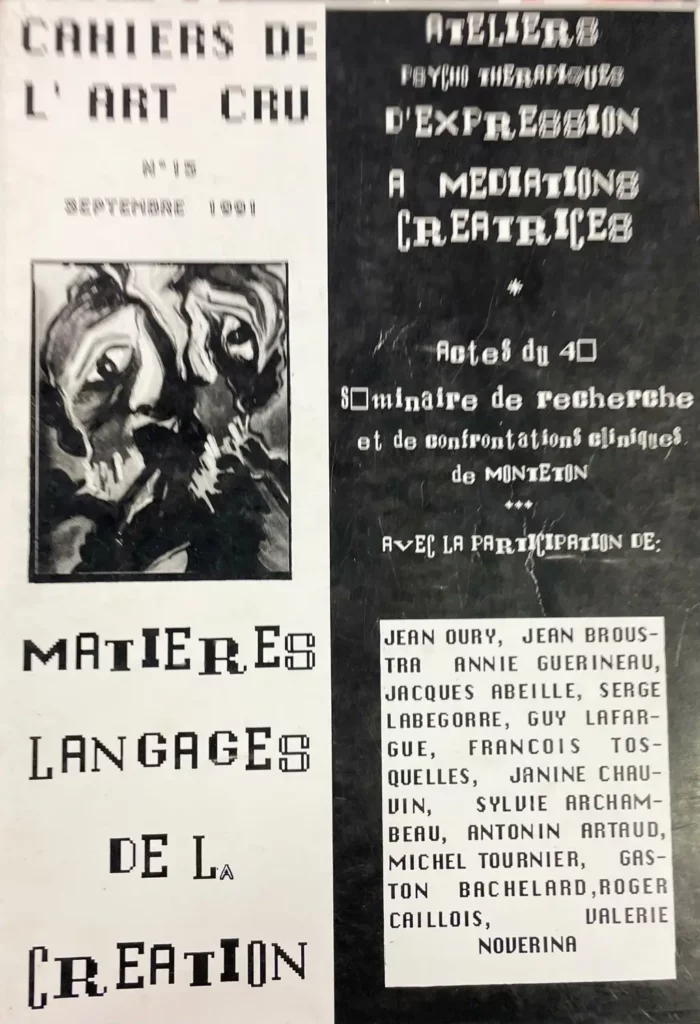 CAHIERS DE
L' ART CRU
N°15
SEPTEMBRE 1991
MATIERES
LANGAGES
DE LA
CREATION
ATELIERS
PSYCHO THERAPIQUES
D'EXPRESSION
A MEDIATIONS
CREATRICES
*
Actes du 4□
S□minaire de recherche
et de confrontations cliniques
de MONTETON
***
AVEC LA PARTICIPATION DE:
JEAN OURY, JEAN BROUS-
TRA ANNIE GUERINEAU,
JACQUES ABEILLE, SERGE
LABEGORRE, GUY LAFAR-
GUE, FRANCOIS TOS-
QUELLES, JANINE CHAU-
VIN, SYLVIE ARCHAM-
BEAU, ANTONIN ARTAUD,
MICHEL TOURNIER, GAS-
TON BACHELARD,ROGER
CAILLOIS, VALERIE
NOVERINA